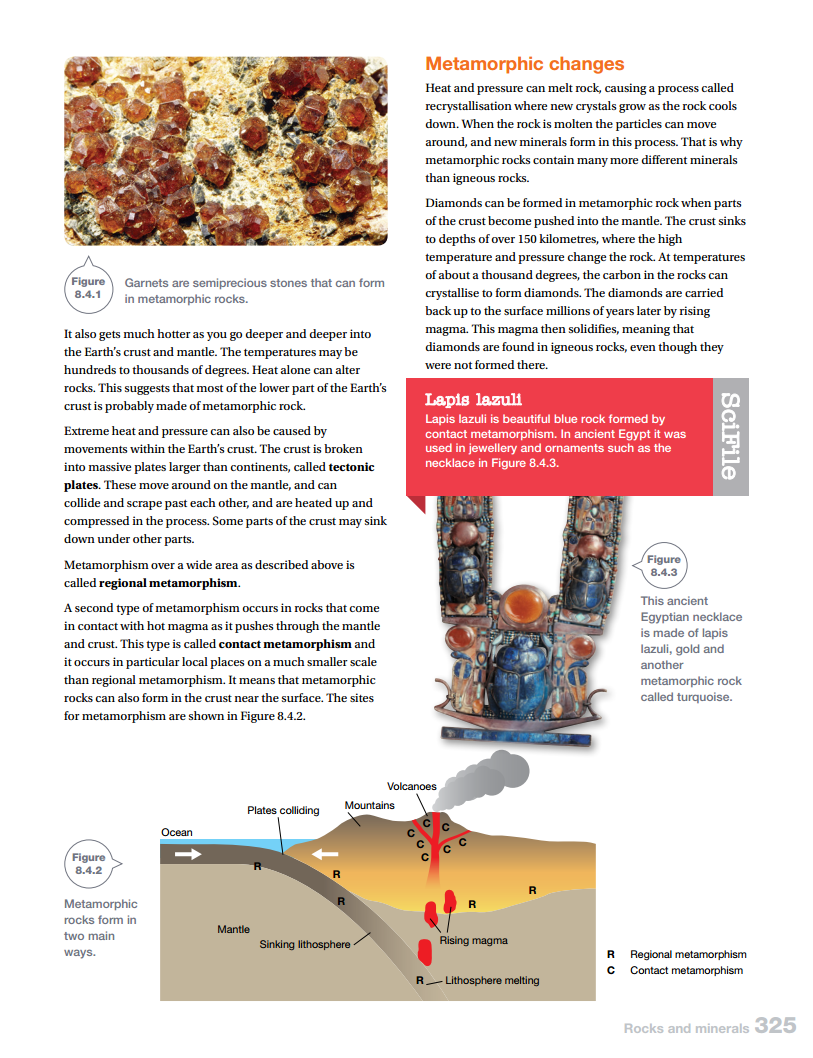 Figure
8.4.1
Garnets are semiprecious stones that can form
in metamorphic rocks.
It also gets much hotter as you go deeper and deeper into
the Earth's crust and mantle. The temperatures may be
hundreds to thousands of degrees. Heat alone can alter
rocks. This suggests that most of the lower part of the Earth's
crust is probably made of metamorphic rock.
Extreme heat and pressure can also be caused by
movements within the Earth's crust. The crust is broken
into massive plates larger than continents, called tectonic
plates. These move around on the mantle, and can
collide and scrape past each other, and are heated up and
compressed in the process. Some parts of the crust may sink
down under other parts.
Metamorphism over a wide area as described above is
called regional metamorphism.
A second type of metamorphism occurs in rocks that come
in contact with hot magma as it pushes through the mantle
and crust. This type is called contact metamorphism and
it occurs in particular local places on a much smaller scale
than regional metamorphism. It means that metamorphic
rocks can also form in the crust near the surface. The sites
for metamorphism are shown in Figure 8.4.2.
Metamorphic changes
Heat and pressure can melt rock, causing a process called
recrystallisation where new crystals grow as the rock cools
down. When the rock is molten the particles can move
around, and new minerals form in this process. That is why
metamorphic rocks contain many more different minerals
than igneous rocks.
Diamonds can be formed in metamorphic rock when parts
of the crust become pushed into the mantle. The crust sinks
to depths of over 150 kilometres, where the high
temperature and pressure change the rock. At temperatures
of about a thousand degrees, the carbon in the rocks can
crystallise to form diamonds. The diamonds are carried
back up to the surface millions of years later by rising
magma. This magma then solidifies, meaning that
diamonds are found in igneous rocks, even though they
were not formed there.
Lapis lazuli
Lapis lazuli is beautiful blue rock formed by
contact metamorphism. In ancient Egypt it was
used in jewellery and ornaments such as the
necklace in Figure 8.4.3.
SciFile
Figure
8.4.3
This ancient
Egyptian necklace
is made of lapis
lazuli, gold and
another
metamorphic rock
called turquoise.
Figure
8.4.2
Metamorphic
rocks form in
two main
ways.
Volcanoes
Mountains
Plates colliding
Ocean
C
C
C
C
C
C
C
R
R
R
R
R
Mantle
Sinking lithosphere
Rising magma
R
Lithosphere melting
R Regional metamorphism
C Contact metamorphism
Rocks and minerals 325